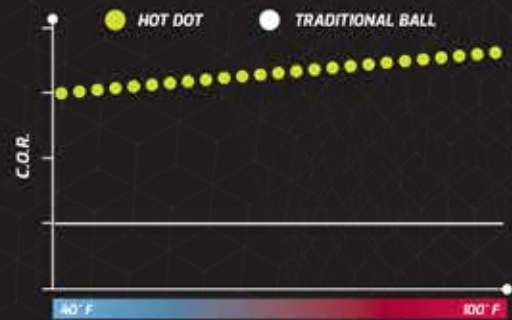 HOT DOT
TRADITIONAL BALL
C.O.R.
40° F
100° F